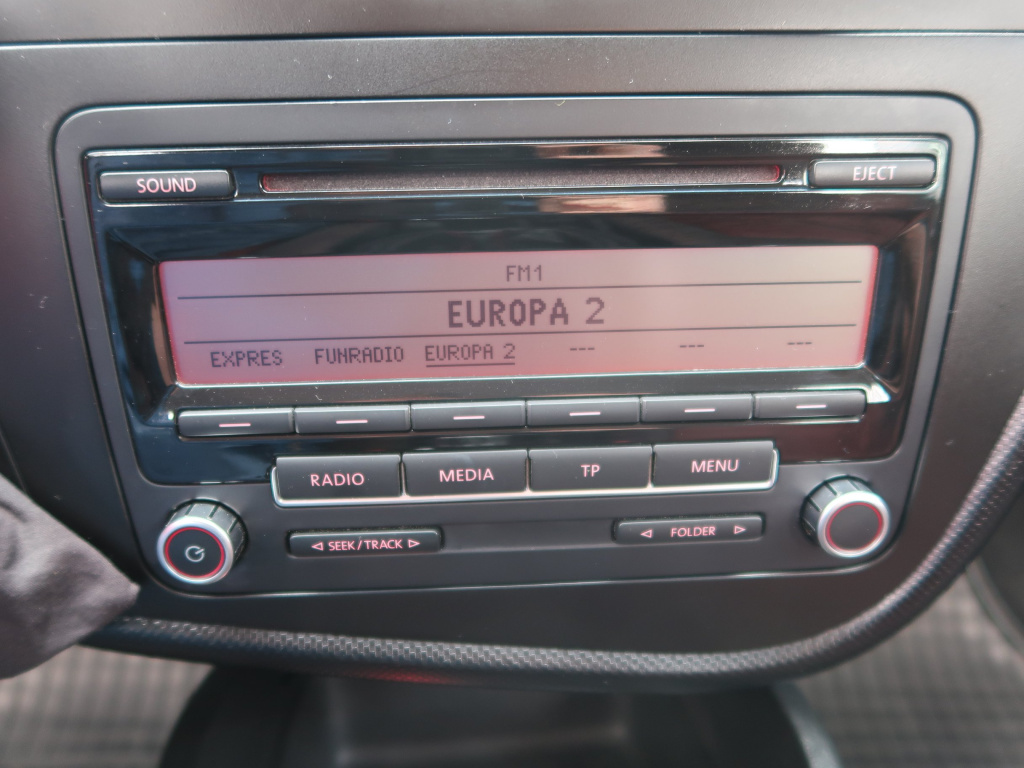 SOUND
EJECT
FM1
EUROPA 2
EXPRES FUNRADIO EUROPA 2 --- --- ---
RADIO MEDIA TP MENU
SEEK/TRACK
FOLDER